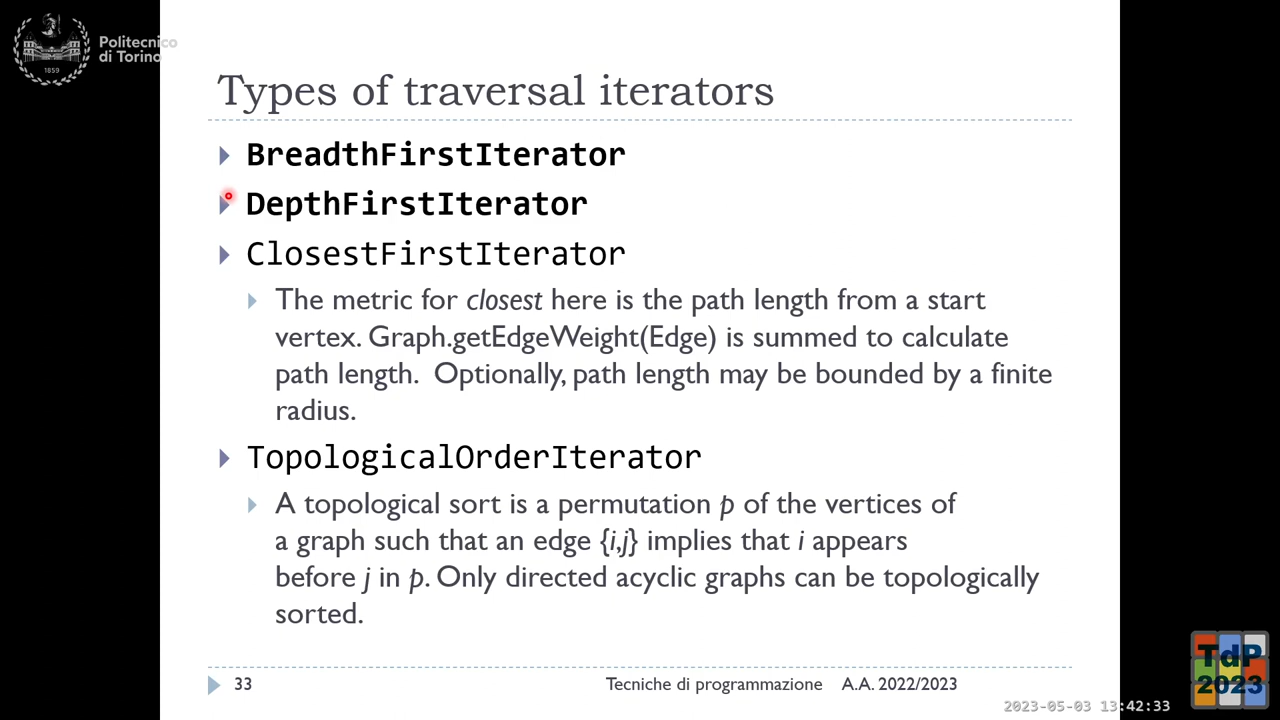 Politecnico
di Torino
1859
Types of traversal iterators
BreadthFirstIterator
DepthFirstIterator
ClosestFirstIterator
The metric for closest here is the path length from a start
vertex. Graph.getEdgeWeight(Edge) is summed to calculate
path length. Optionally, path length may be bounded by a finite
radius.
TopologicalOrderIterator
A topological sort is a permutation p of the vertices of
a graph such that an edge {i,j} implies that i appears
before j in p. Only directed acyclic graphs can be topologically
sorted.
33
Tecniche di programmazione A.A. 2022/2023
TdP
2023
2023-05-03 13:42:33